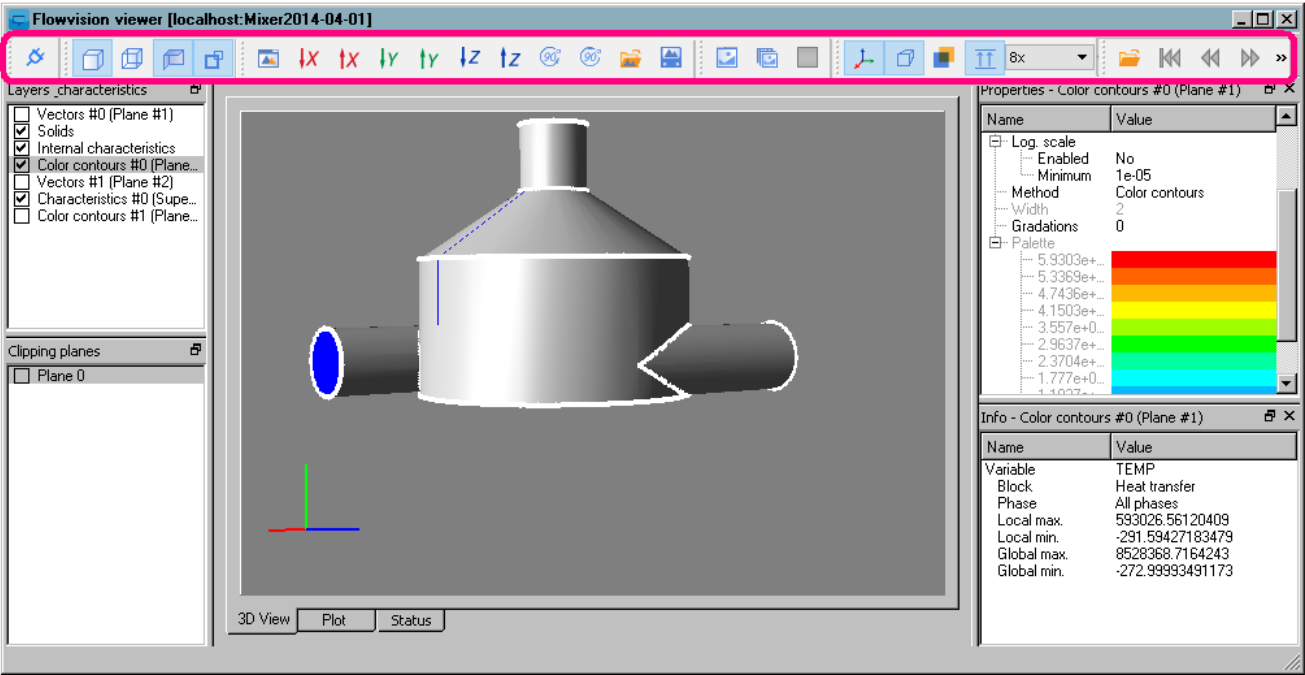 Flowvision viewer [localhost:Mixer2014-04-01]
X X Y Y Z Z 90° 90° 8x »
Layers _characteristics
Vectors #0 (Plane #1)
Solids
Internal characteristics
Color contours #0 (Plane...
Vectors #1 (Plane #2)
Characteristics #0 (Supe...
Color contours #1 (Plane...
Clipping planes
Plane 0
3D View Plot Status
Properties - Color contours #0 (Plane #1)
Name Value
Log. scale
Enabled No
Minimum 1e-05
Method Color contours
Width 2
Gradations 0
Palette
5.9303e+...
5.3369e+...
4.7436e+...
4.1503e+...
3.557e+0...
2.9637e+...
2.3704e+...
1.777e+0...
Info - Color contours #0 (Plane #1)
Name Value
Variable TEMP
Block Heat transfer
Phase All phases
Local max. 593026.56120409
Local min. -291.59427183479
Global max. 8528368.7164243
Global min. -272.99993491173